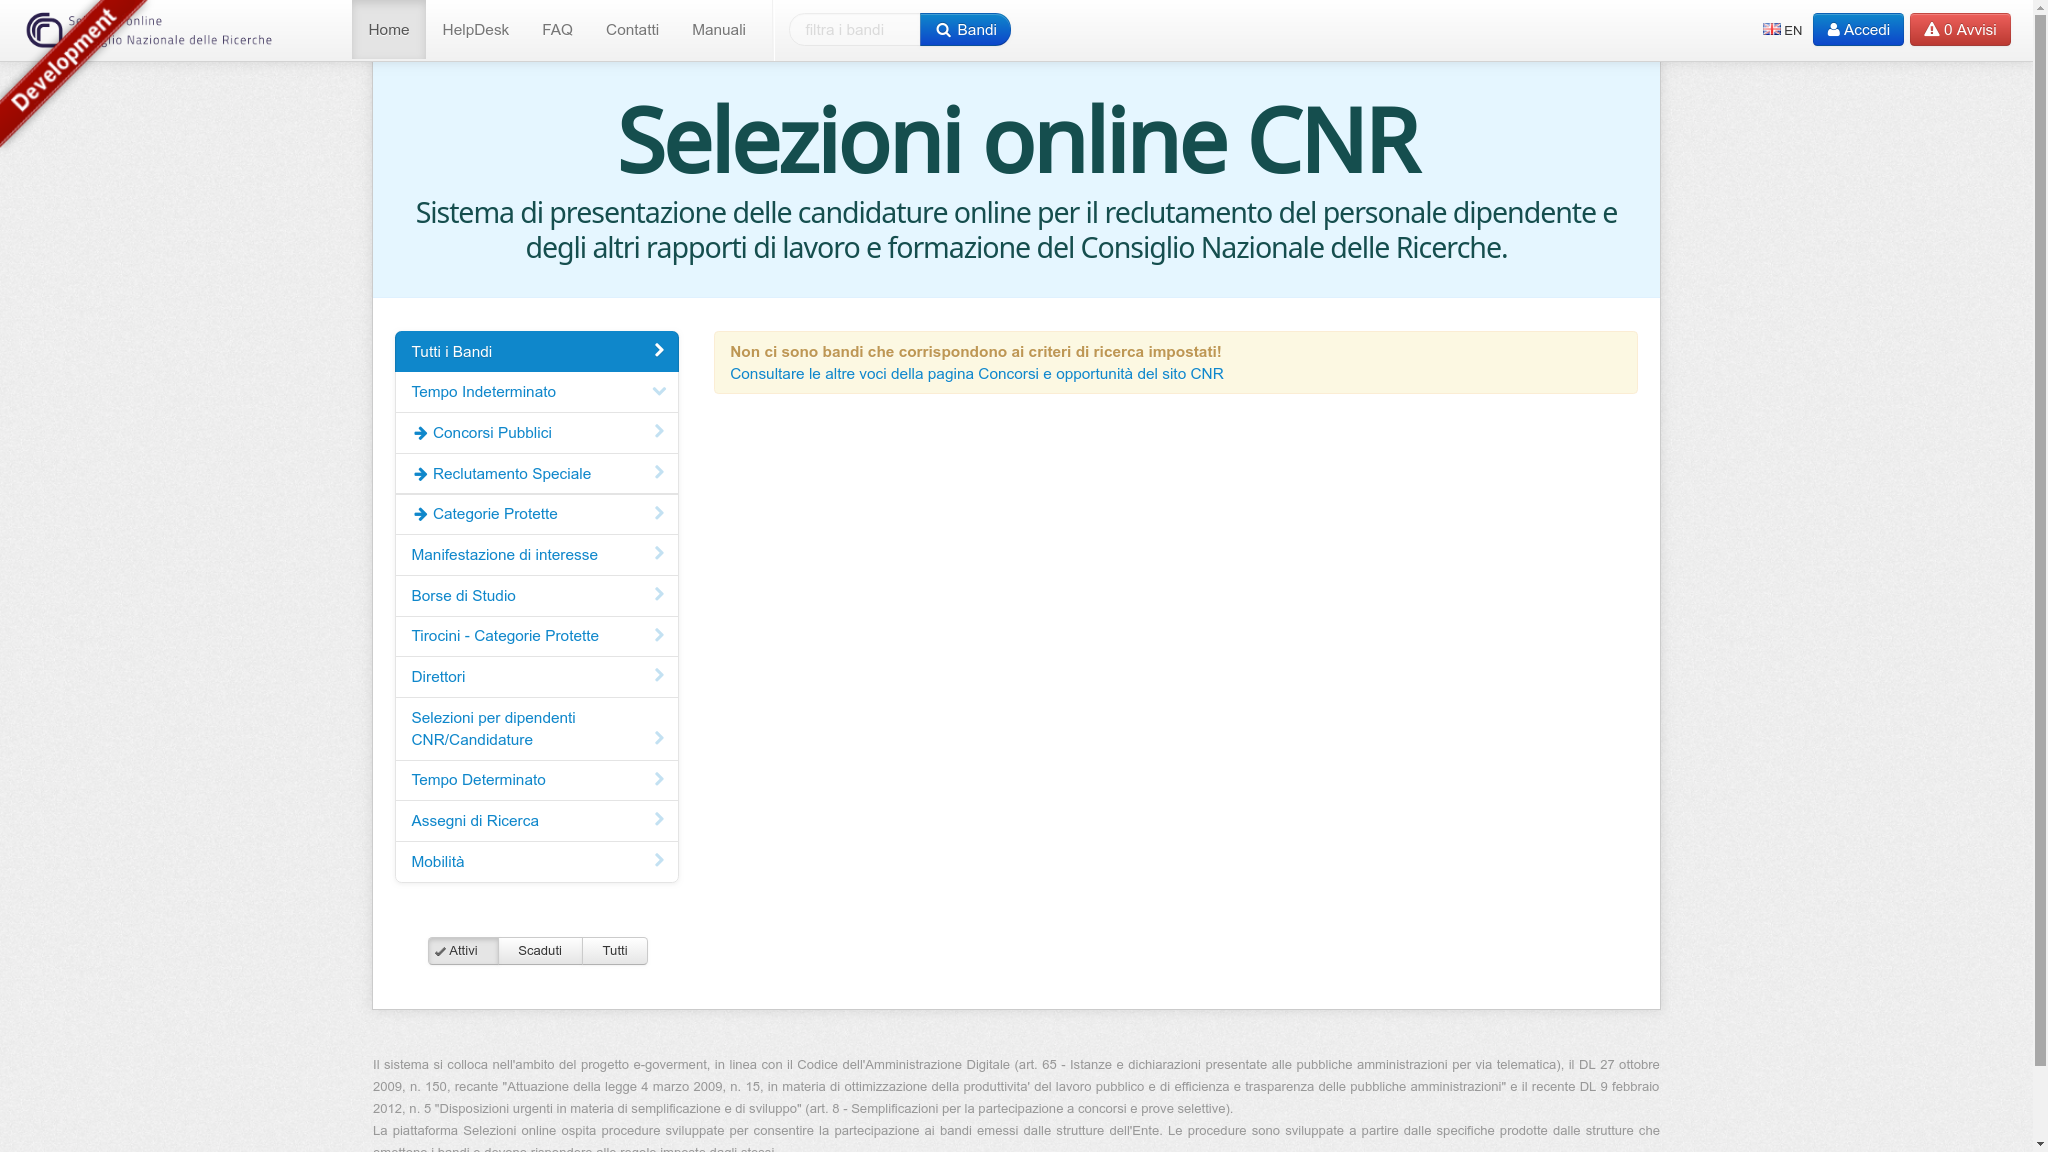 online
Nazionale delle Ricerche
Development
Home
HelpDesk
FAQ
Contatti
Manuali
filtra i bandi
Bandi
EN
Accedi
0 Avvisi
Selezioni online CNR
Sistema di presentazione delle candidature online per il reclutamento del personale dipendente e
degli altri rapporti di lavoro e formazione del Consiglio Nazionale delle Ricerche.
Tutti i Bandi
Tempo Indeterminato
Concorsi Pubblici
Reclutamento Speciale
Categorie Protette
Manifestazione di interesse
Borse di Studio
Tirocini - Categorie Protette
Direttori
Selezioni per dipendenti
CNR/Candidature
Tempo Determinato
Assegni di Ricerca
Mobilità
Attivi
Scaduti
Tutti
Non ci sono bandi che corrispondono ai criteri di ricerca impostati!
Consultare le altre voci della pagina Concorsi e opportunità del sito CNR
Il sistema si colloca nell'ambito del progetto e-goverment, in linea con il Codice dell'Amministrazione Digitale (art. 65 - Istanze e dichiarazioni presentate alle pubbliche amministrazioni per via telematica), il DL 27 ottobre
2009, n. 150, recante "Attuazione della legge 4 marzo 2009, n. 15, in materia di ottimizzazione della produttivita' del lavoro pubblico e di efficienza e trasparenza delle pubbliche amministrazioni" e il recente DL 9 febbraio
2012, n. 5 "Disposizioni urgenti in materia di semplificazione e di sviluppo" (art. 8 - Semplificazioni per la partecipazione a concorsi e prove selettive).
La piattaforma Selezioni online ospita procedure sviluppate per consentire la partecipazione ai bandi emessi dalle strutture dell'Ente. Le procedure sono sviluppate a partire dalle specifiche prodotte dalle strutture che